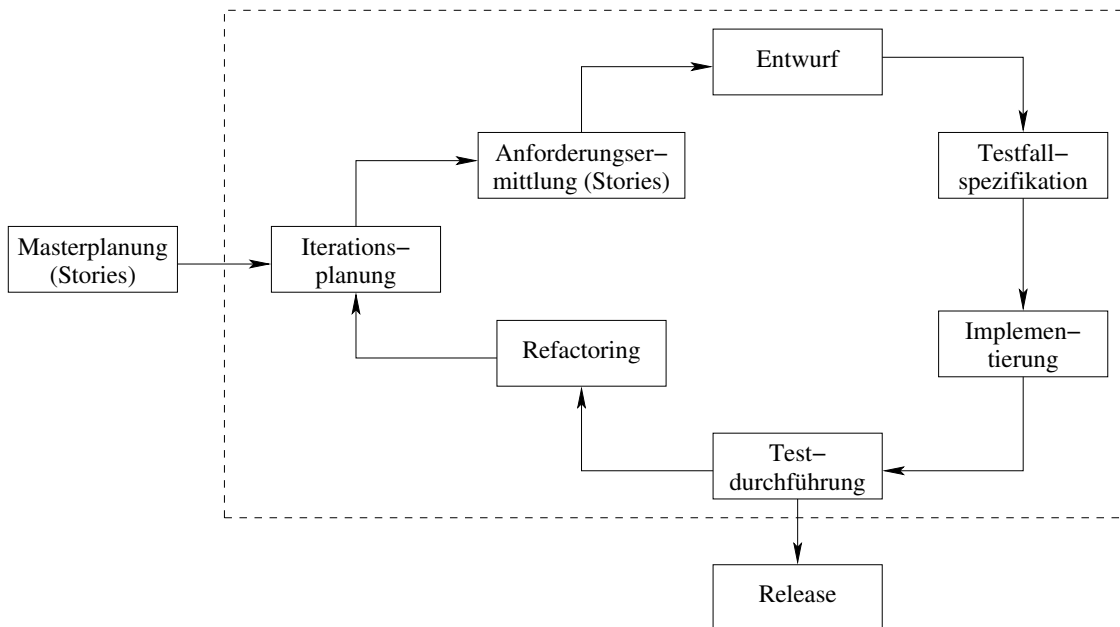 Entwurf
Anforderungser−
mittlung (Stories)
Testfall−
spezifikation
Masterplanung
(Stories)
Iterations−
planung
Refactoring
Implemen−
tierung
Test−
durchführung
Release